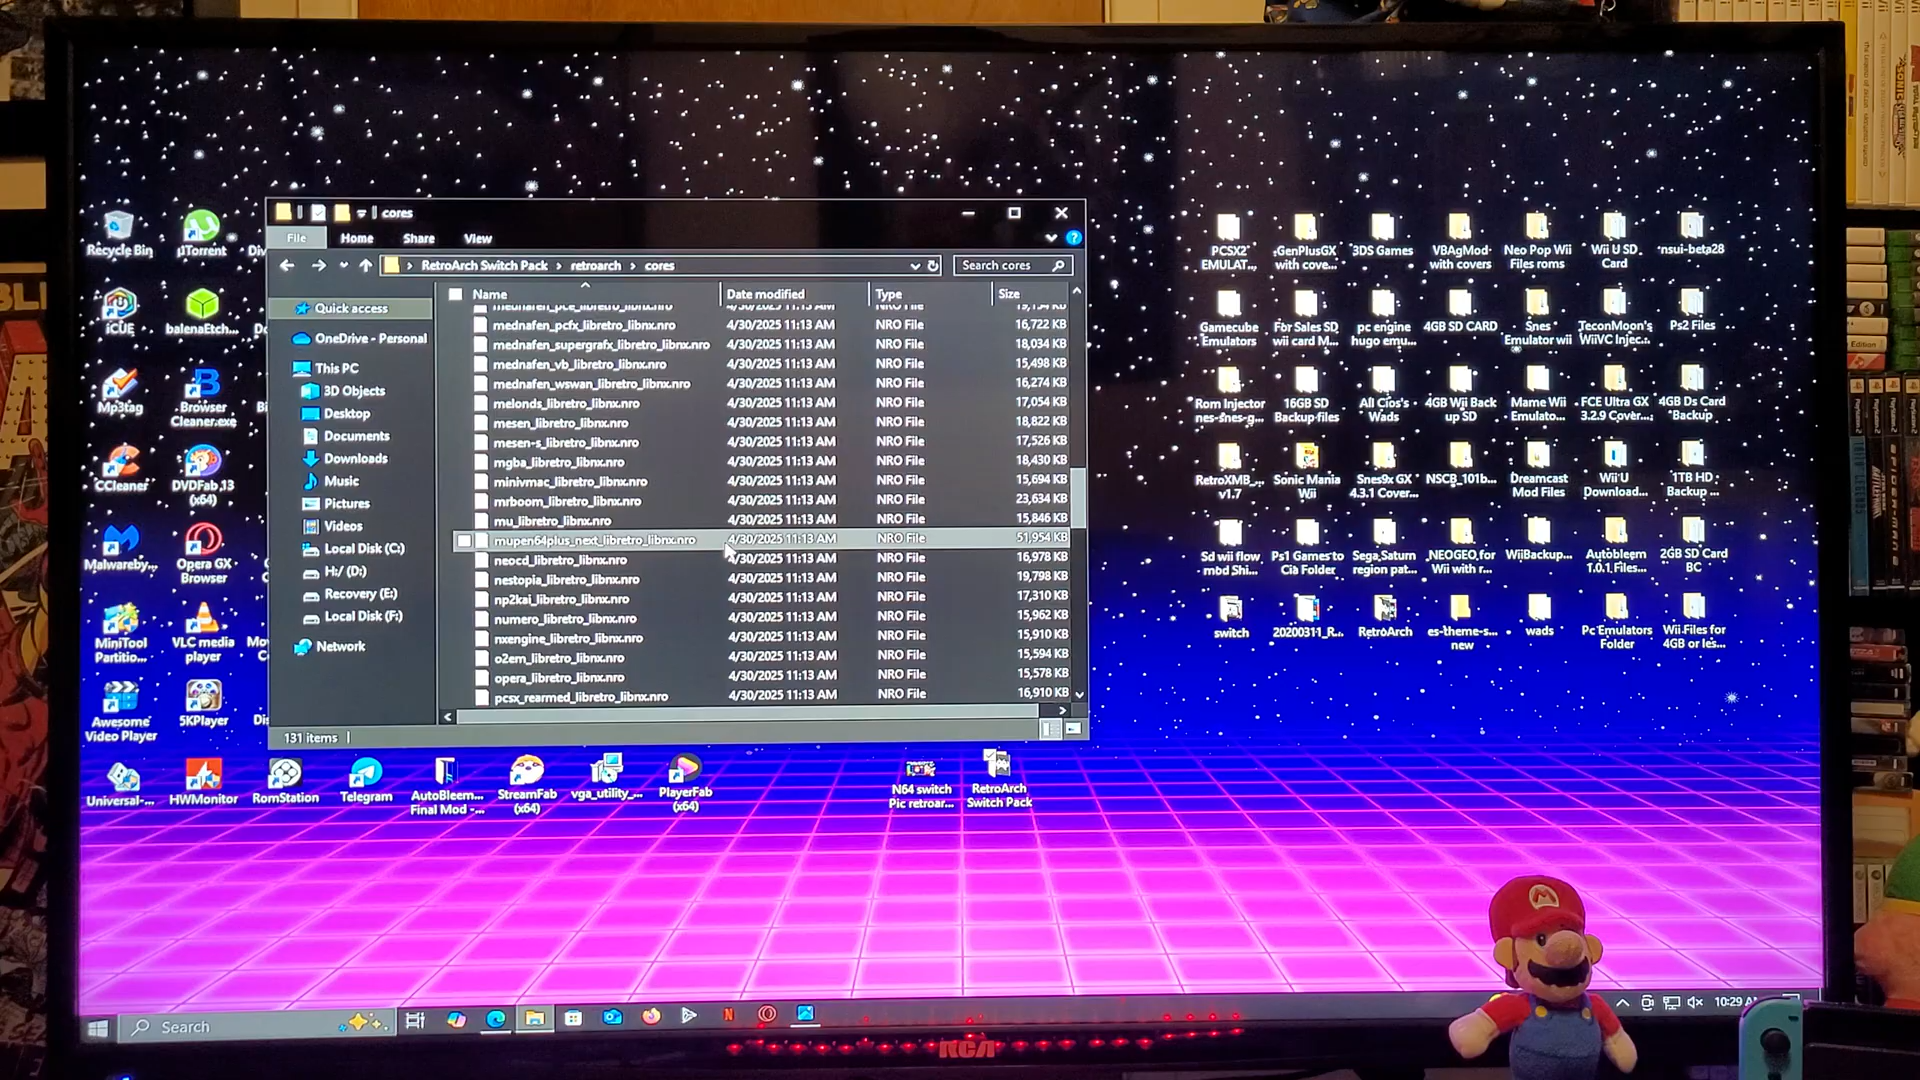 Recycle Bin
µTorrent
iCUE
balenaEtch...
Mp3tag
Browser
Cleaner.exe
CCleaner
DVDFab 13
(x64)
Malwareby...
Opera GX
Browser
MiniTool
Partitio...
VLC media
player
Awesome
Video Player
5KPlayer
cores
File
Home
Share
View
RetroArch Switch Pack
retroarch
cores
Search cores
Quick access
OneDrive - Personal
This PC
3D Objects
Desktop
Documents
Downloads
Music
Pictures
Videos
Local Disk (C:)
H:/ (D:)
Recovery (E:)
Local Disk (F:)
Network
Name Date modified Type Size
mednafen_pce_libretro_libnx.nro 4/30/2025 11:13 AM NRO File 19,154 KB
mednafen_pcfx_libretro_libnx.nro 4/30/2025 11:13 AM NRO File 16,722 KB
mednafen_supergrafx_libretro_libnx.nro 4/30/2025 11:13 AM NRO File 18,034 KB
mednafen_vb_libretro_libnx.nro 4/30/2025 11:13 AM NRO File 15,498 KB
mednafen_wswan_libretro_libnx.nro 4/30/2025 11:13 AM NRO File 16,274 KB
melonds_libretro_libnx.nro 4/30/2025 11:13 AM NRO File 17,054 KB
mesen_libretro_libnx.nro 4/30/2025 11:13 AM NRO File 18,822 KB
mesen-s_libretro_libnx.nro 4/30/2025 11:13 AM NRO File 17,526 KB
mgba_libretro_libnx.nro 4/30/2025 11:13 AM NRO File 18,430 KB
minivmac_libretro_libnx.nro 4/30/2025 11:13 AM NRO File 15,694 KB
mrboom_libretro_libnx.nro 4/30/2025 11:13 AM NRO File 23,634 KB
mu_libretro_libnx.nro 4/30/2025 11:13 AM NRO File 15,846 KB
mupen64plus_next_libretro_libnx.nro 4/30/2025 11:13 AM NRO File 51,954 KB
neocd_libretro_libnx.nro 4/30/2025 11:13 AM NRO File 16,978 KB
nestopia_libretro_libnx.nro 4/30/2025 11:13 AM NRO File 19,798 KB
np2kai_libretro_libnx.nro 4/30/2025 11:13 AM NRO File 17,310 KB
numero_libretro_libnx.nro 4/30/2025 11:13 AM NRO File 15,962 KB
nxengine_libretro_libnx.nro 4/30/2025 11:13 AM NRO File 15,910 KB
o2em_libretro_libnx.nro 4/30/2025 11:13 AM NRO File 15,594 KB
opera_libretro_libnx.nro 4/30/2025 11:13 AM NRO File 15,578 KB
pcsx_rearmed_libretro_libnx.nro 4/30/2025 11:13 AM NRO File 16,910 KB
131 items
PCSX2
EMULAT...
GenPlusGX
with cove...
3DS Games
VBAgMod
with covers
Neo Pop Wii
Files roms
Wii U SD
Card
nsui-beta28
Gamecube
Emulators
For Sales SD
wii card M...
pc engine
hugo emu...
4GB SD CARD
Snes
Emulator wii
TeconMoon's
WiiVC Injec...
Ps2 Files
Rom Injector
nes-snes-g...
16GB SD
Backup files
All Cios's
Wads
4GB Wii Back
up SD
Mame Wii
Emulato...
FCE Ultra GX
3.2.9 Cover...
4GB Ds Card
Backup
RetroXMB_...
v1.7
Sonic Mania
Wii
Snes9x GX
4.3.1 Cover...
NSCB_101b...
Dreamcast
Mod Files
Wii U
Download...
1TB HD
Backup ...
Sd wii flow
mbd Shi...
Ps1 Games to
Cia Folder
Sega Saturn
region pat...
NEOGEO for
Wii with r...
WiiBackup...
Autobleem
1.0.1 Files...
2GB SD Card
BC
switch
20200311_R...
RetroArch
es-theme-s...
new
wads
Pc Emulators
Folder
Wii Files for
4GB or les...
Universal-...
HWMonitor
RomStation
Telegram
AutoBleem...
Final Mod -...
StreamFab
(x64)
vga_utility_...
PlayerFab
(x64)
N64 switch
Pic retroar...
RetroArch
Switch Pack
Search
10:29 AM
RCA